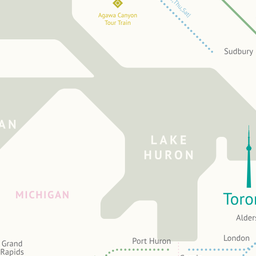 Agawa Canyon
Tour Train
Sudbury
LAKE
HURON
MICHIGAN
Port Huron
London
Grand
Rapids